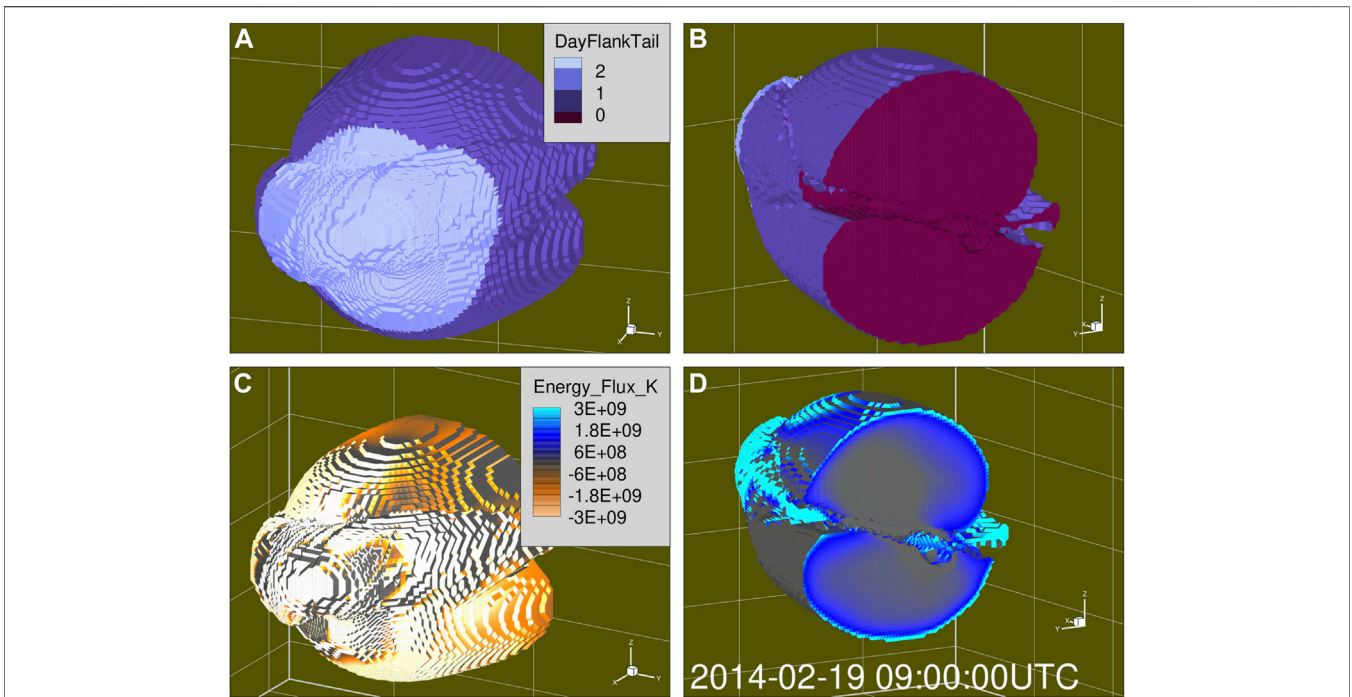 A
DayFlankTail
2
1
0
Z
X
Y
B
Z
X
Y
C
Energy_Flux_K
3E+09
1.8E+09
6E+08
-6E+08
-1.8E+09
-3E+09
Z
X
Y
D
Z
X
Y
2014-02-19 09:00:00UTC